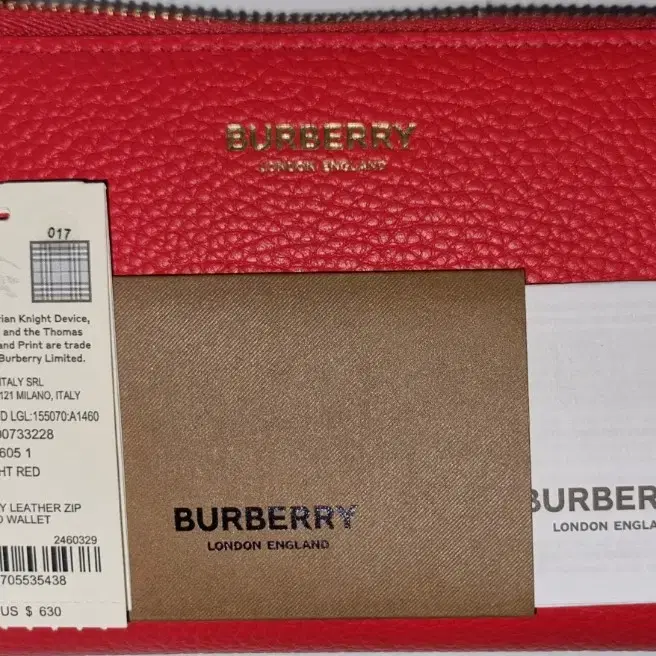 BURBERRY
LONDON ENGLAND
017
rian Knight Device,
and the Thomas
and Print are trade
Burberry Limited.
ITALY SRL
121 MILANO, ITALY
D LGL:155070:A1460
00733228
605 1
HT RED
Y LEATHER ZIP
D WALLET
2460329
705535438
US $ 630
BURBERRY
LONDON ENGLAND
BURBER
LONDON ENGLA